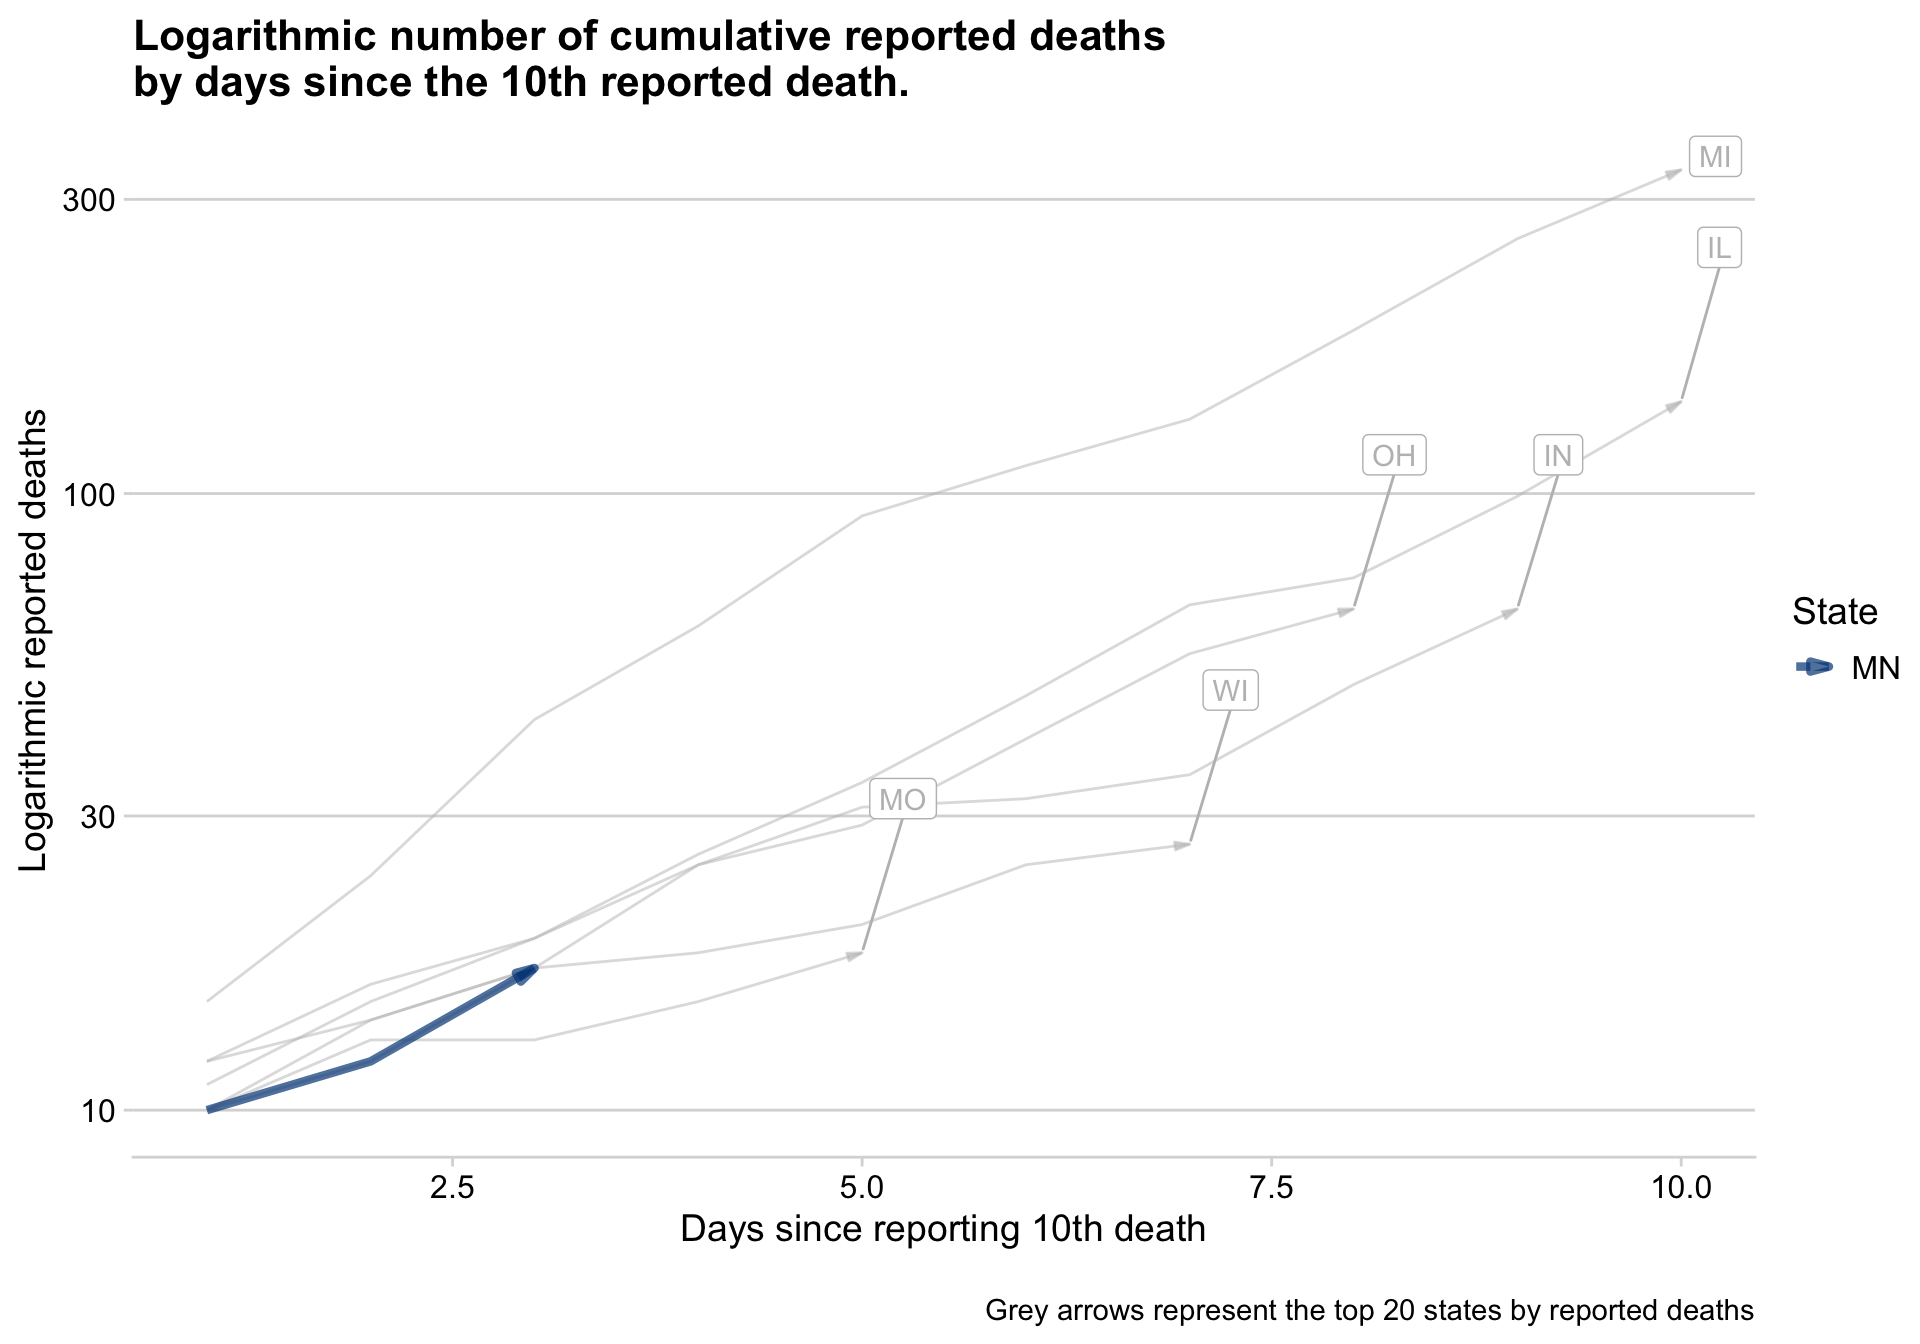 Logarithmic number of cumulative reported deaths
by days since the 10th reported death.
MI
300
IL
OH
IN
100
Logarithmic reported deaths
State
MN
WI
MO
30
10
2.5
5.0
7.5
10.0
Days since reporting 10th death
Grey arrows represent the top 20 states by reported deaths